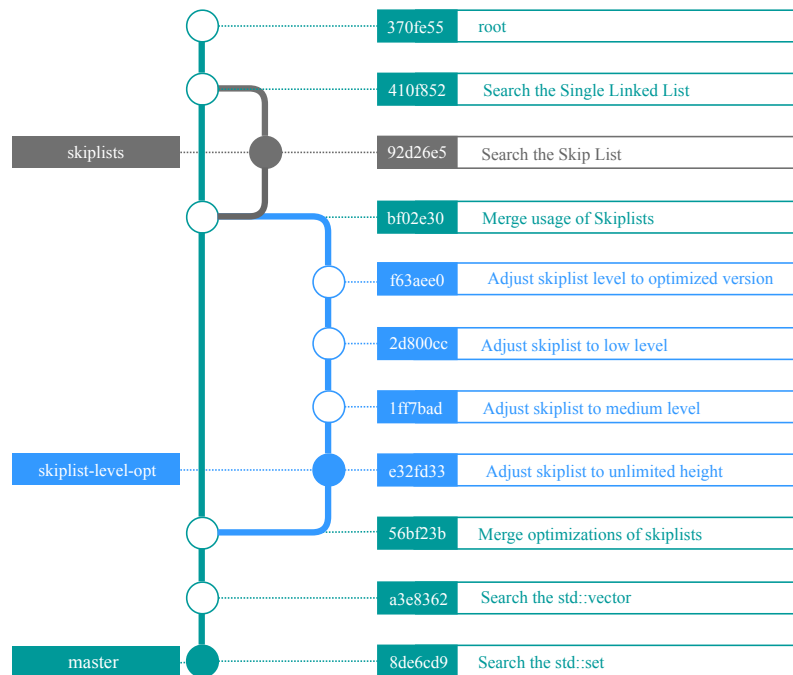 370fe55 root
410f852 Search the Single Linked List
skiplists 92d26e5 Search the Skip List
bf02e30 Merge usage of Skiplists
f63aee0 Adjust skiplist level to optimized version
2d800cc Adjust skiplist to low level
1ff7bad Adjust skiplist to medium level
skiplist-level-opt e32fd33 Adjust skiplist to unlimited height
56bf23b Merge optimizations of skiplists
a3e8362 Search the std::vector
master 8de6cd9 Search the std::set